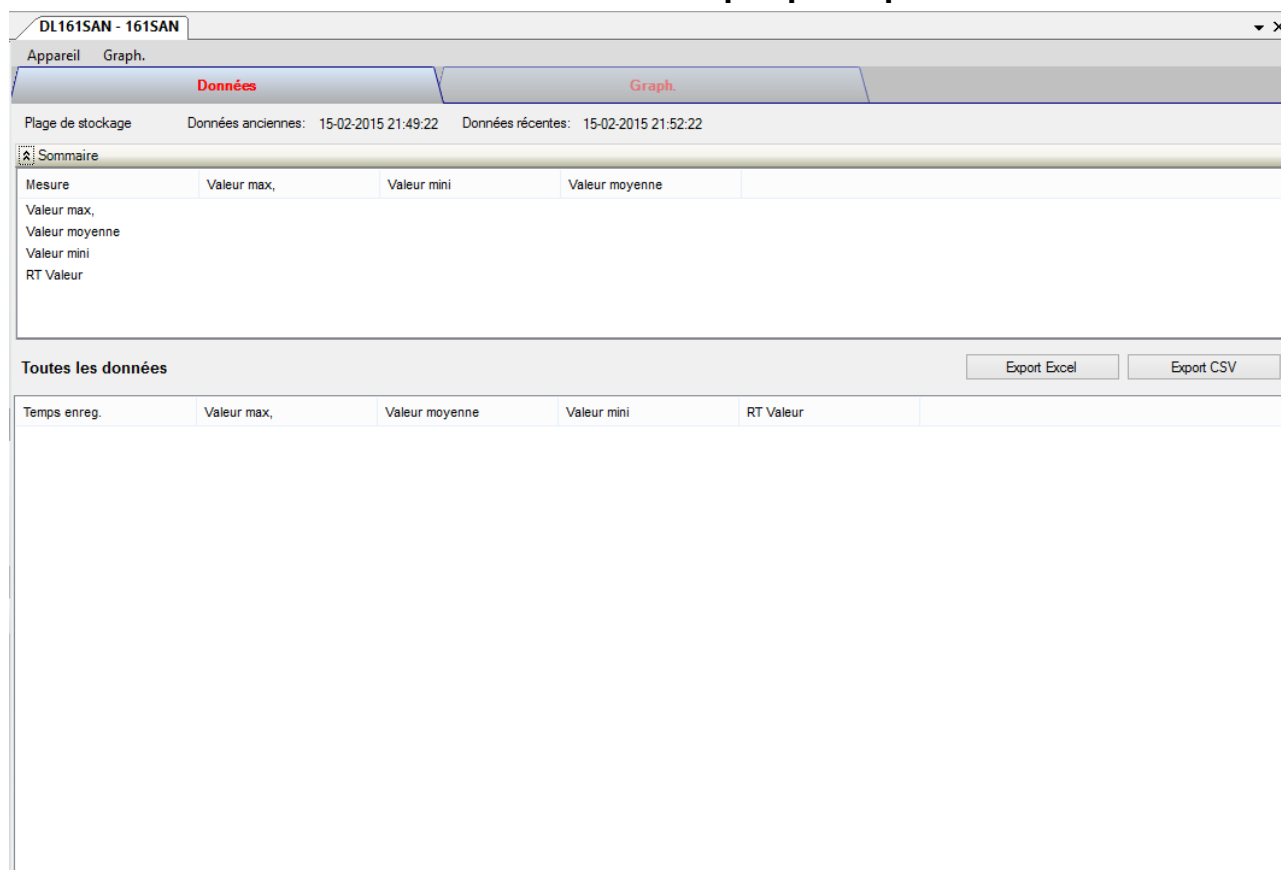 DL161SAN - 161SAN
Appareil Graph.
Données Graph.
Plage de stockage Données anciennes: 15-02-2015 21:49:22 Données récentes: 15-02-2015 21:52:22
Sommaire
Mesure Valeur max, Valeur mini Valeur moyenne
Valeur max,
Valeur moyenne
Valeur mini
RT Valeur
Toutes les données Export Excel Export CSV
Temps enreg. Valeur max, Valeur moyenne Valeur mini RT Valeur